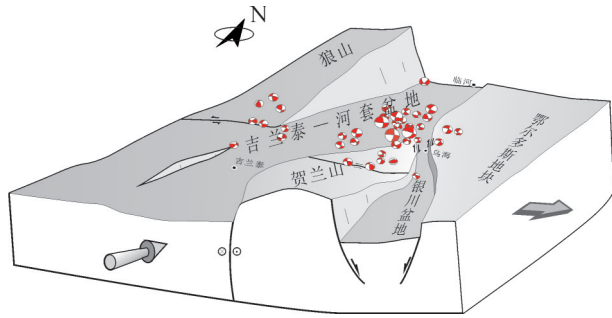 N
狼山
临河
吉兰泰-河套盆地
鄂尔多斯地块
乌海
吉兰泰
贺兰山
银川盆地